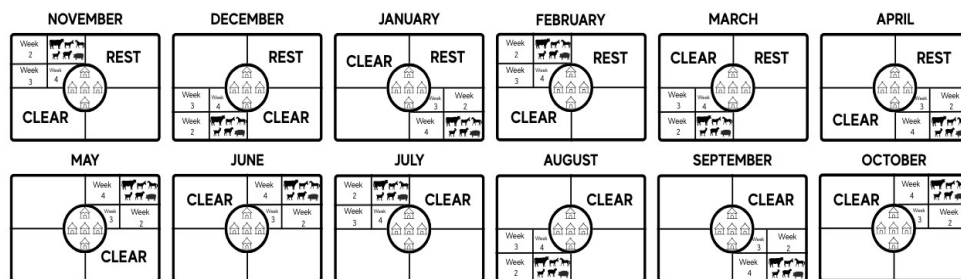 NOVEMBER
Week 2
REST
Week 3
Week 4
CLEAR
DECEMBER
REST
Week 3
Week 4
Week 2
CLEAR
JANUARY
CLEAR
REST
3
Week 2
Week 4
FEBRUARY
Week 2
REST
Week 3
Week 4
CLEAR
MARCH
CLEAR
REST
Week 3
Week 4
Week 2
APRIL
REST
Week 3
Week 2
CLEAR
Week 4
MAY
Week 4
Week 3
Week 2
CLEAR
JUNE
CLEAR
Week 4
Week 3
Week 2
JULY
Week 2
CLEAR
Week 3
Week 4
AUGUST
CLEAR
Week 3
Week 4
Week 2
SEPTEMBER
CLEAR
Week 3
Week 2
Week 4
OCTOBER
CLEAR
Week 4
Week 3
Week 2